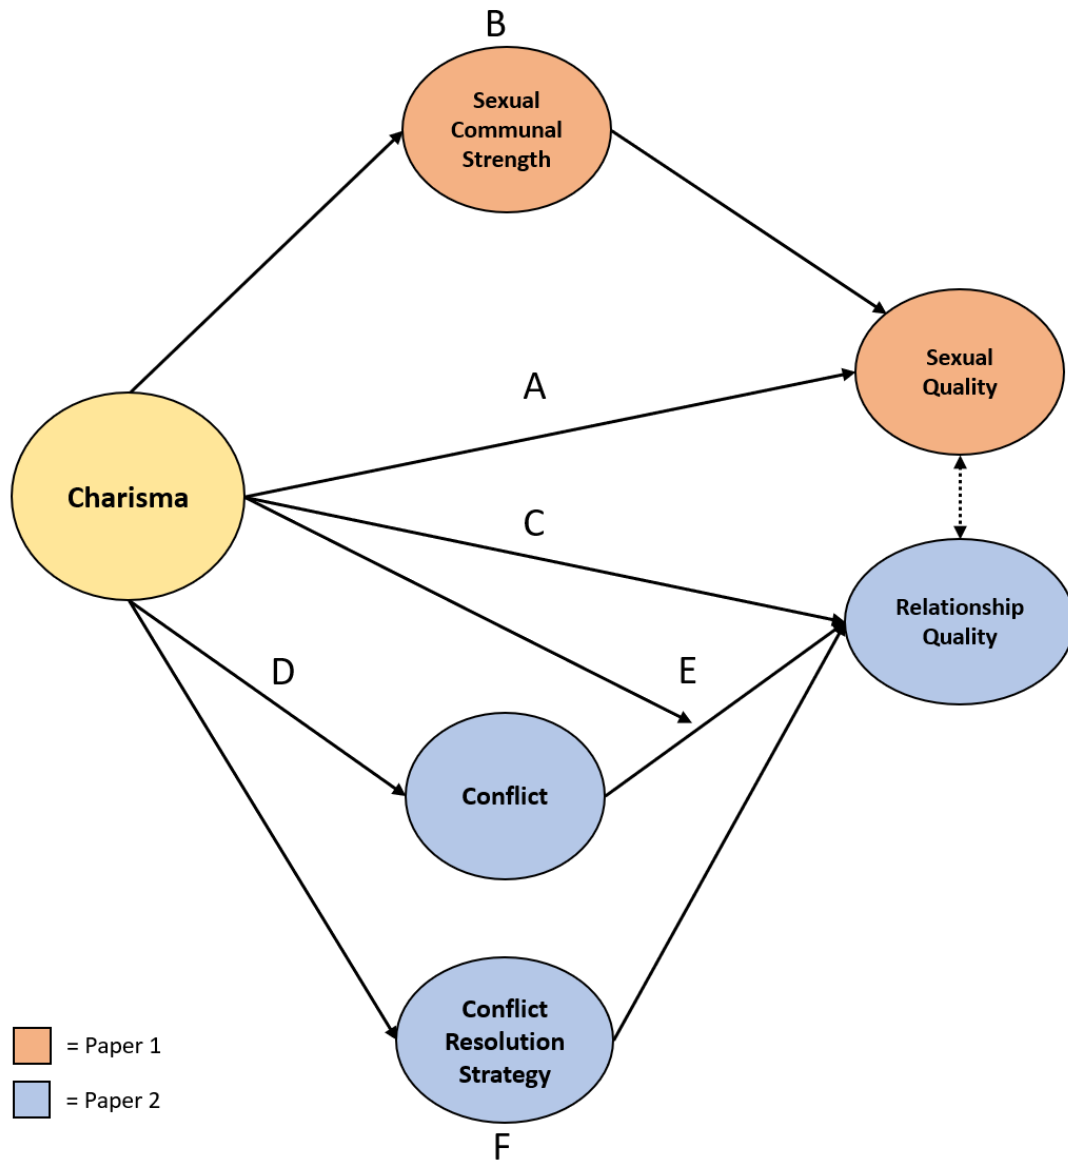 B
Sexual
Communal
Strength
Sexual
Quality
A
Charisma
C
Relationship
Quality
D
E
Conflict
Conflict
Resolution
Strategy
F
= Paper 1
= Paper 2